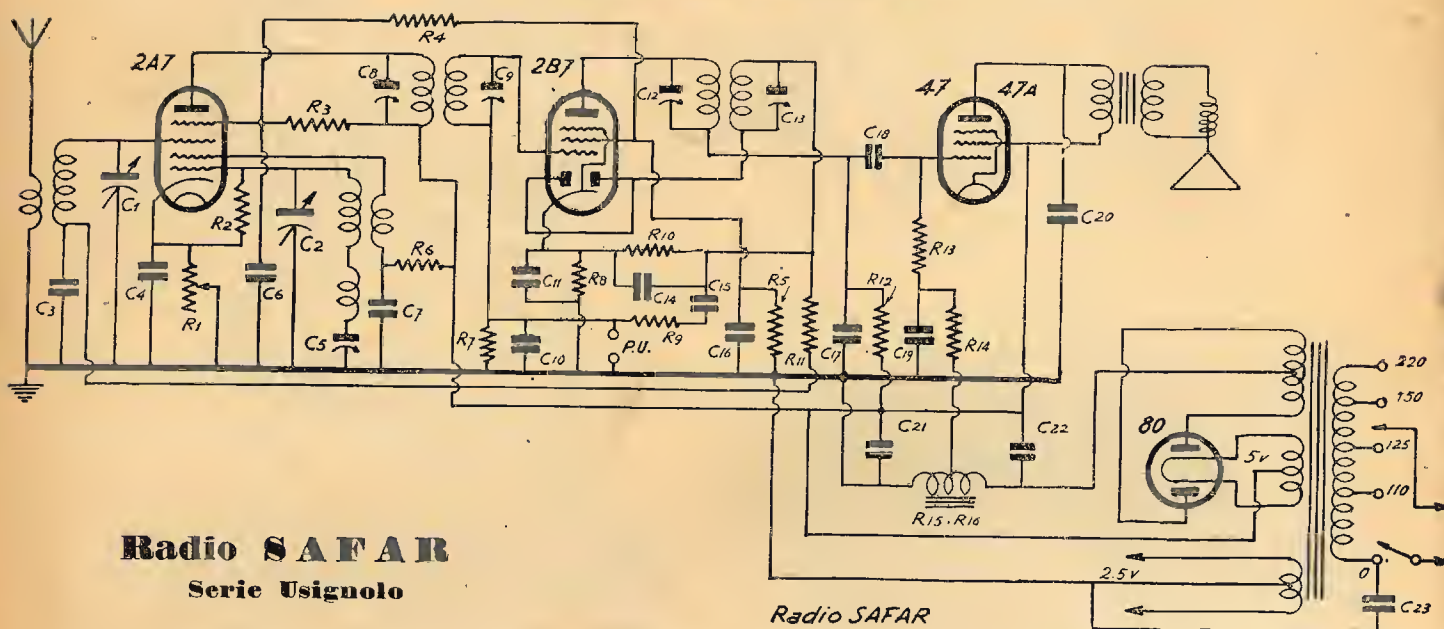 R4
2A7
C8
C9
2B7
C12
C13
47
47A
R3
C18
C1
R2
C2
C20
R13
R10
R6
C3
C4
R1
C6
C7
C11
R8
C14
C15
R5
R12
C5
R7
C10
P.U.
R9
C16
R11
C17
C19
R14
220
150
125
110
80
5v
C21
C22
R15.R16
2.5v
0
C23
Radio SAFAR
Serie Usignolo
Radio SAFAR